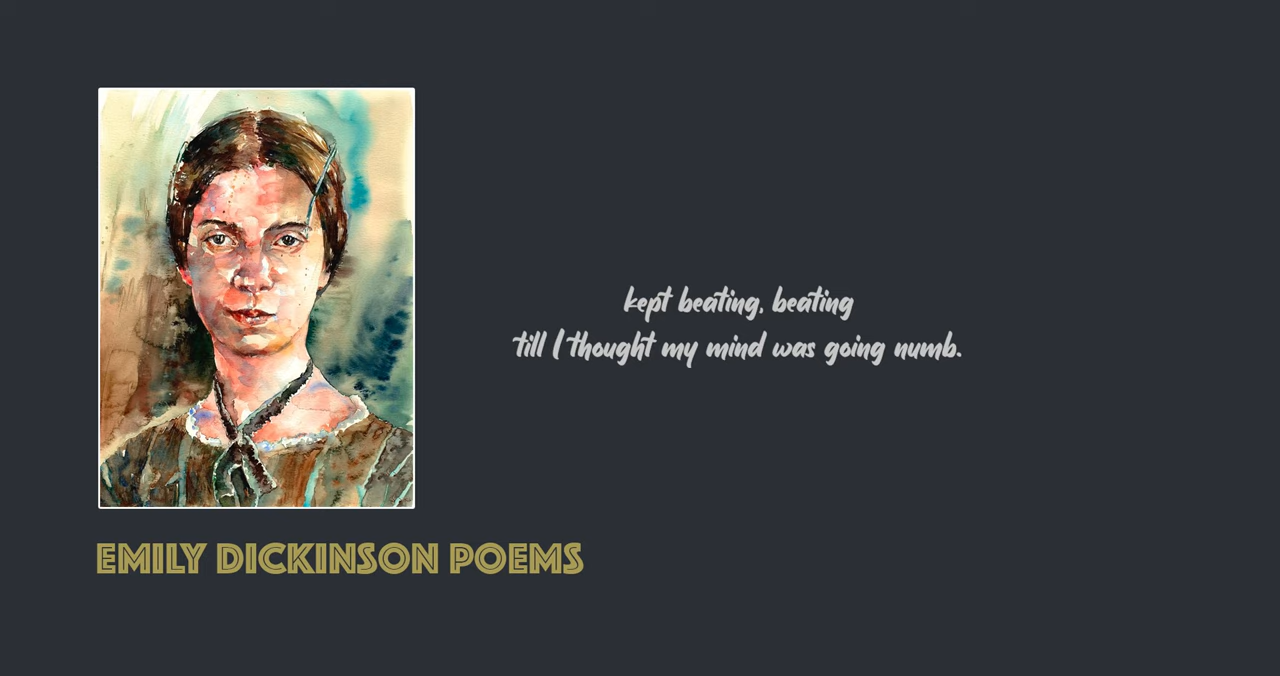 kept beating, beating
till I thought my mind was going numb.
EMILY DICKINSON POEMS